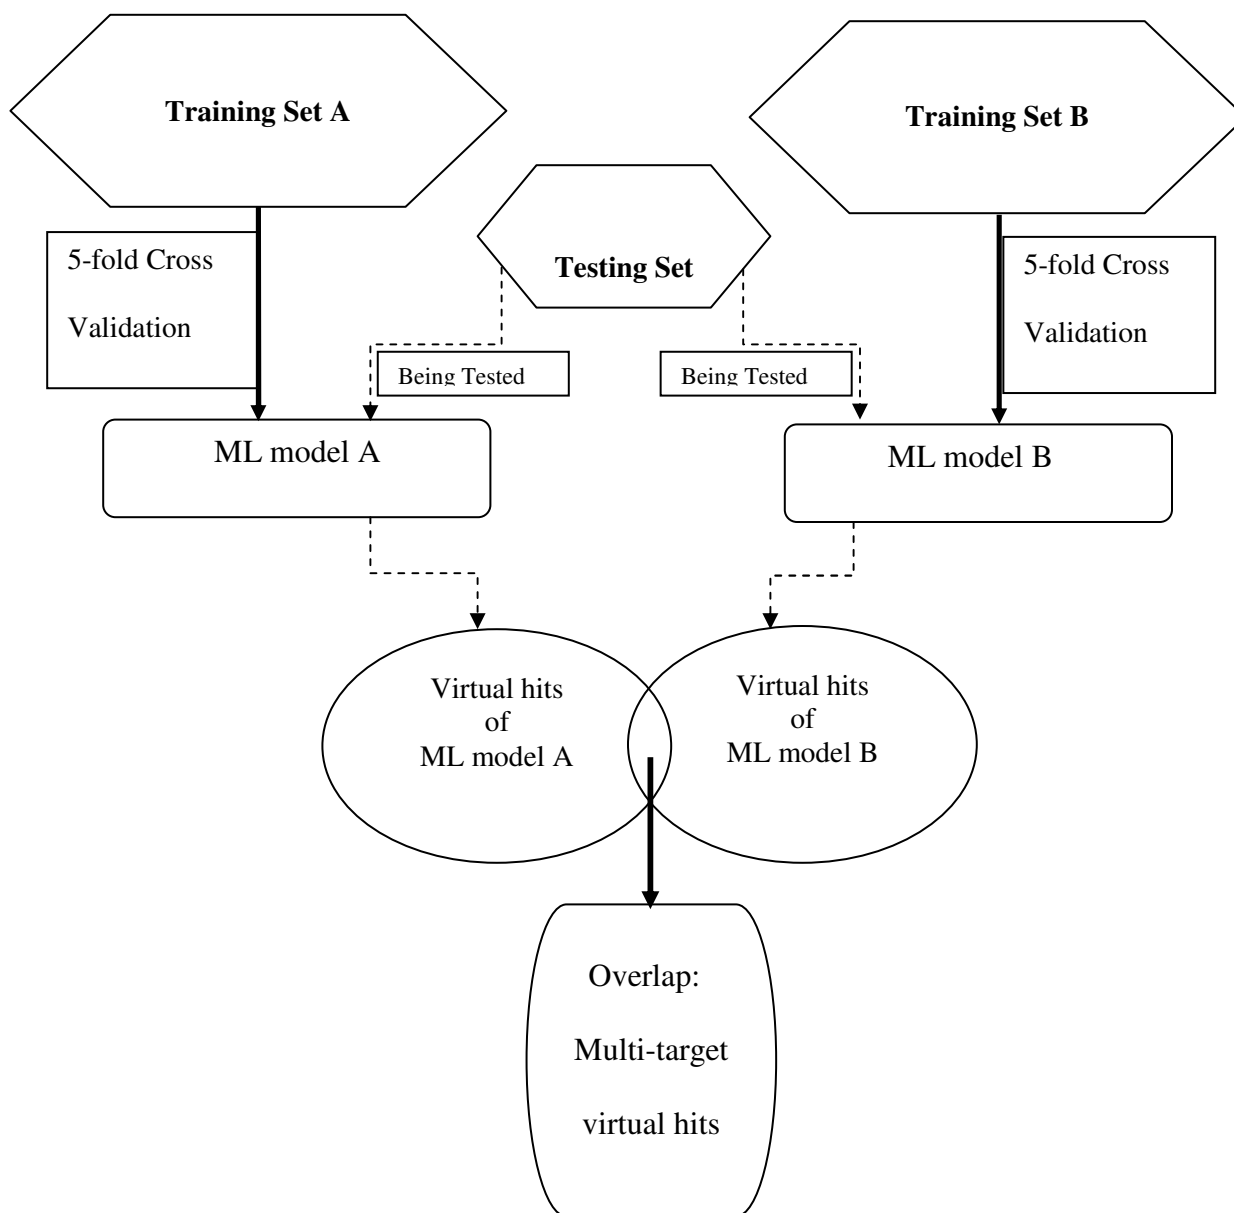 Training Set A
Training Set B
Testing Set
5-fold Cross
Validation
5-fold Cross
Validation
Being Tested
Being Tested
ML model A
ML model B
Virtual hits
of
ML model A
Virtual hits
of
ML model B
Overlap:
Multi-target
virtual hits